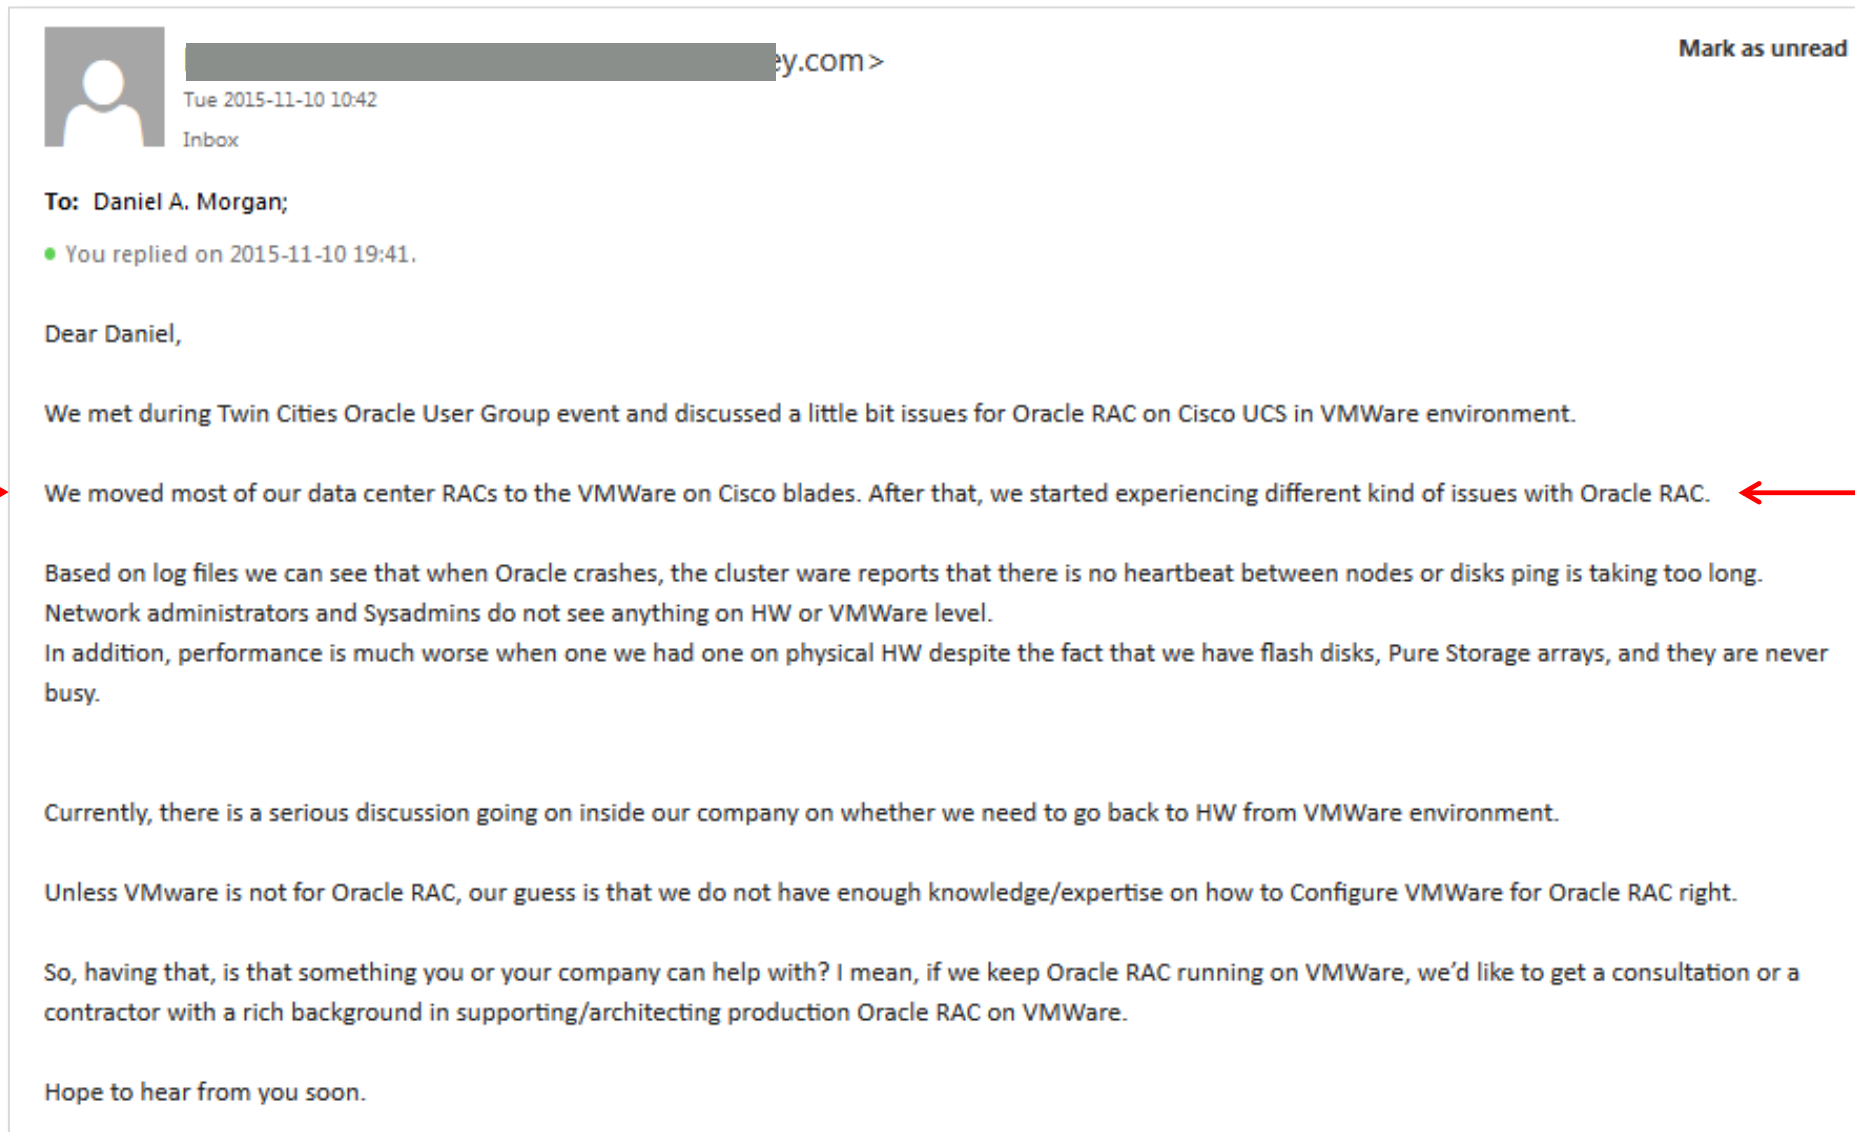 ey.com>
Mark as unread
Tue 2015-11-10 10:42
Inbox
To: Daniel A. Morgan;
You replied on 2015-11-10 19:41.
Dear Daniel,
We met during Twin Cities Oracle User Group event and discussed a little bit issues for Oracle RAC on Cisco UCS in VMWare environment.
We moved most of our data center RACs to the VMWare on Cisco blades. After that, we started experiencing different kind of issues with Oracle RAC.
Based on log files we can see that when Oracle crashes, the cluster ware reports that there is no heartbeat between nodes or disks ping is taking too long.
Network administrators and Sysadmins do not see anything on HW or VMWare level.
In addition, performance is much worse when one we had one on physical HW despite the fact that we have flash disks, Pure Storage arrays, and they are never
busy.
Currently, there is a serious discussion going on inside our company on whether we need to go back to HW from VMWare environment.
Unless VMware is not for Oracle RAC, our guess is that we do not have enough knowledge/expertise on how to Configure VMWare for Oracle RAC right.
So, having that, is that something you or your company can help with? I mean, if we keep Oracle RAC running on VMWare, we’d like to get a consultation or a
contractor with a rich background in supporting/architecting production Oracle RAC on VMWare.
Hope to hear from you soon.